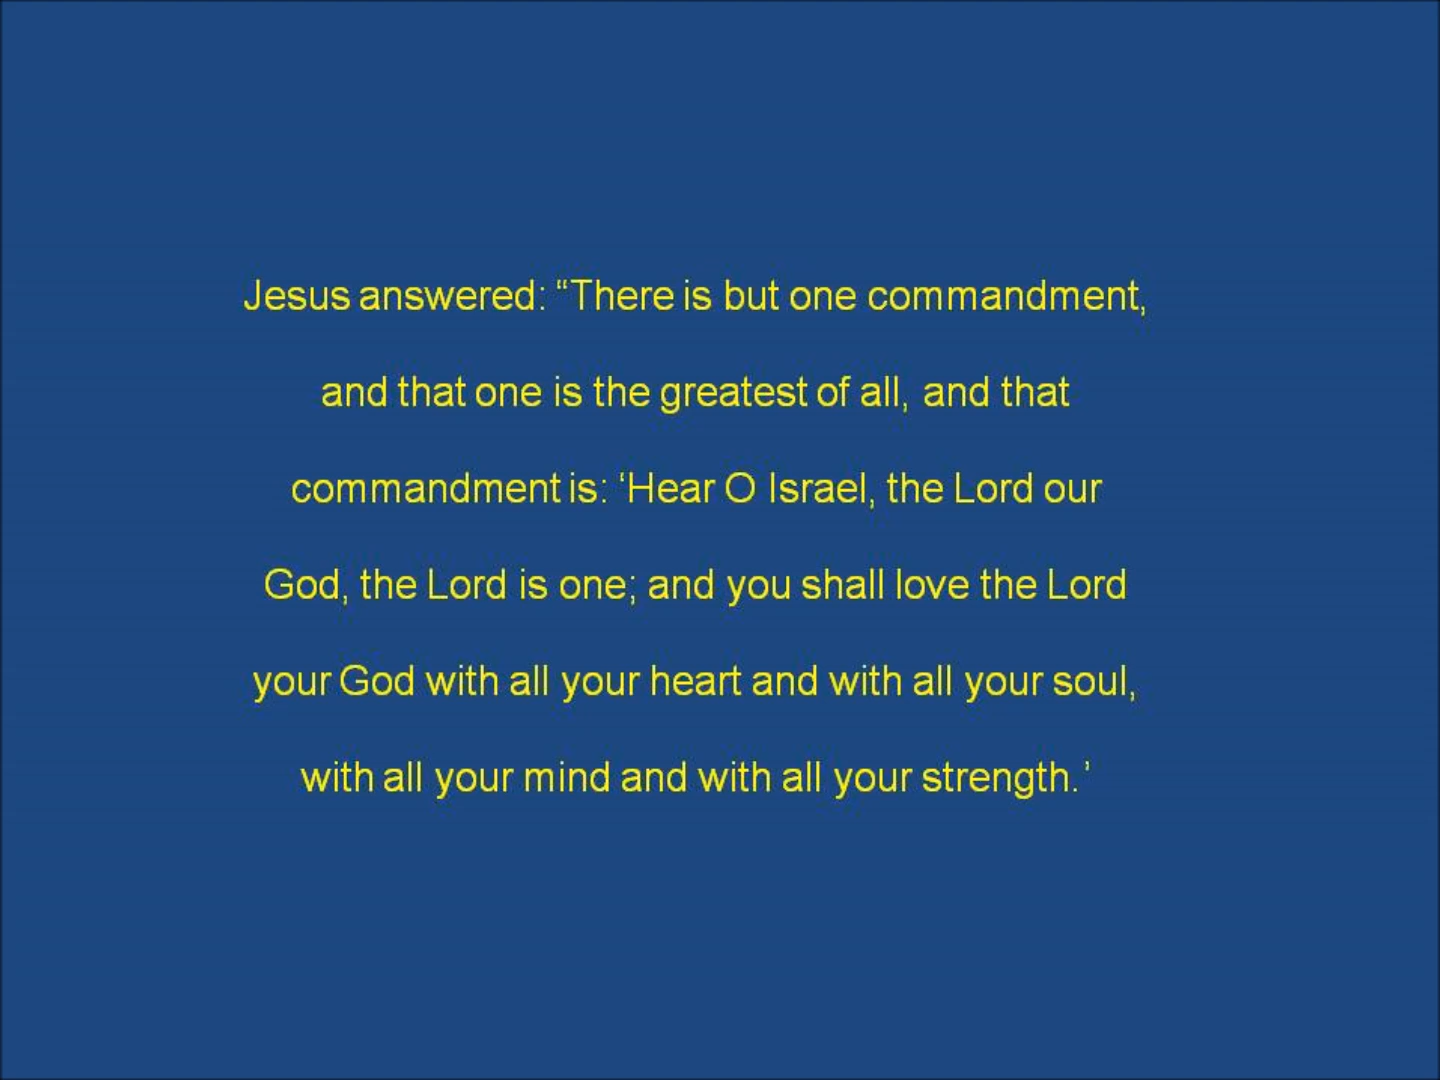 Jesus answered: “There is but one commandment,
and that one is the greatest of all, and that
commandment is: ‘Hear O Israel, the Lord our
God, the Lord is one; and you shall love the Lord
your God with all your heart and with all your soul,
with all your mind and with all your strength.’